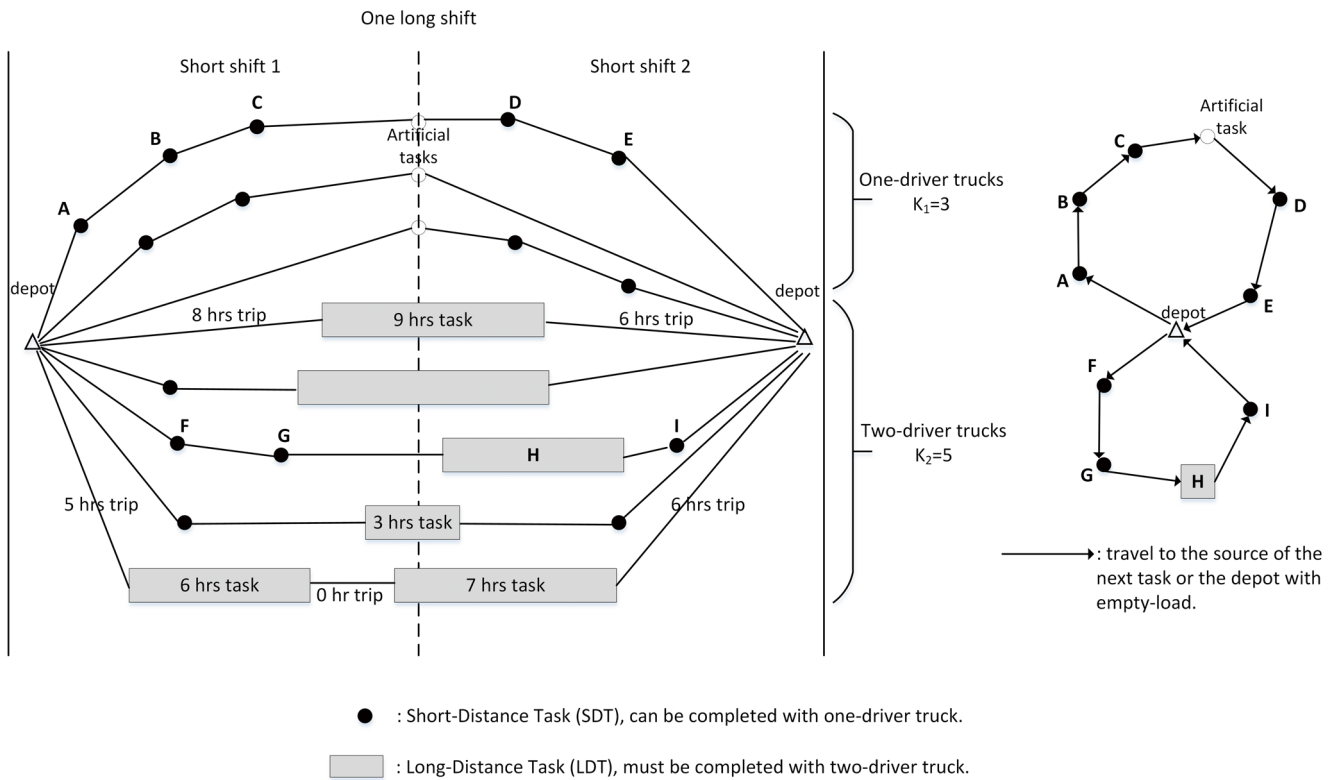 One long shift
Short shift 1
Short shift 2
C
D
B
E
Artificial
tasks
A
depot
depot
8 hrs trip
9 hrs task
6 hrs trip
F
G
H
I
5 hrs trip
6 hrs trip
3 hrs task
6 hrs task
0 hr trip
7 hrs task
One-driver trucks
K₁=3
Two-driver trucks
K₂=5
Artificial
task
C
B
D
A
E
depot
F
I
G
H
: travel to the source of the
next task or the depot with
empty-load.
: Short-Distance Task (SDT), can be completed with one-driver truck.
: Long-Distance Task (LDT), must be completed with two-driver truck.